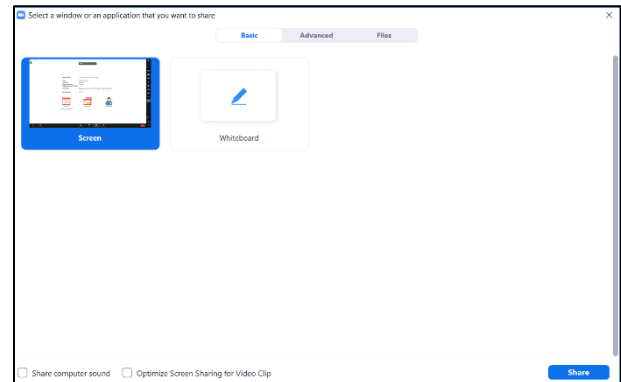 Select a window or an application that you want to share
Basic Advanced Files
Screen Whiteboard
Share computer sound Optimize Screen Sharing for Video Clip Share